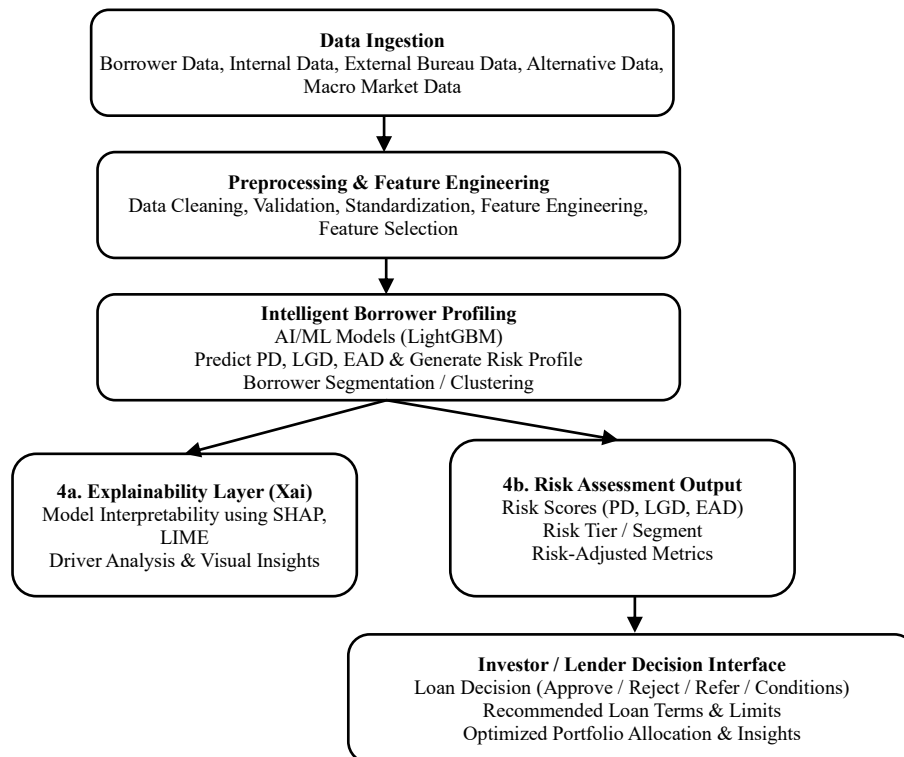 Data Ingestion
Borrower Data, Internal Data, External Bureau Data, Alternative Data,
Macro Market Data
Preprocessing & Feature Engineering
Data Cleaning, Validation, Standardization, Feature Engineering,
Feature Selection
Intelligent Borrower Profiling
AI/ML Models (LightGBM)
Predict PD, LGD, EAD & Generate Risk Profile
Borrower Segmentation / Clustering
4a. Explainability Layer (Xai)
Model Interpretability using SHAP,
LIME
Driver Analysis & Visual Insights
4b. Risk Assessment Output
Risk Scores (PD, LGD, EAD)
Risk Tier / Segment
Risk-Adjusted Metrics
Investor / Lender Decision Interface
Loan Decision (Approve / Reject / Refer / Conditions)
Recommended Loan Terms & Limits
Optimized Portfolio Allocation & Insights